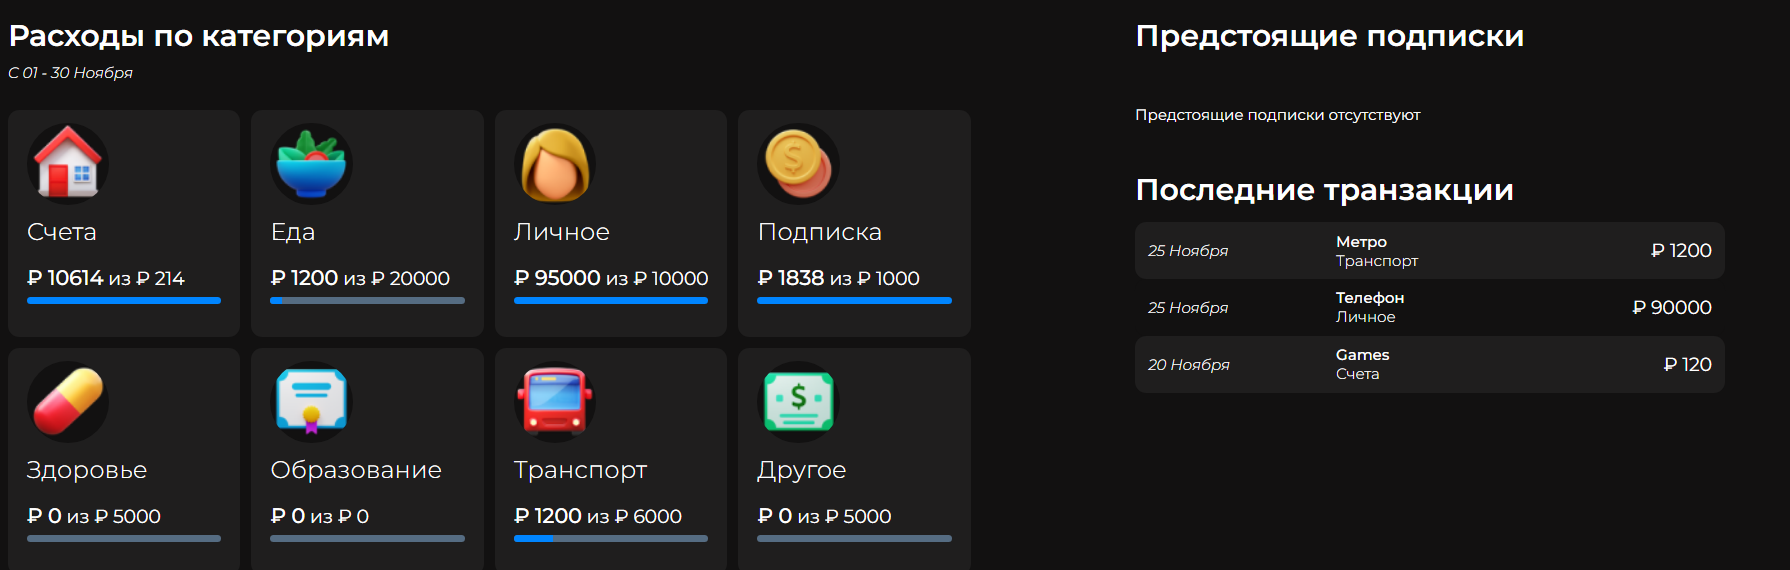 Расходы по категориям
С 01 - 30 Ноября
Счета
₽ 10614 из ₽ 214
Еда
₽ 1200 из ₽ 20000
Личное
₽ 95000 из ₽ 10000
Подписка
₽ 1838 из ₽ 1000
Здоровье
₽ 0 из ₽ 5000
Образование
₽ 0 из ₽ 0
Транспорт
₽ 1200 из ₽ 6000
Другое
₽ 0 из ₽ 5000
Предстоящие подписки
Предстоящие подписки отсутствуют
Последние транзакции
25 Ноября
Метро
Транспорт
₽ 1200
25 Ноября
Телефон
Личное
₽ 90000
20 Ноября
Games
Счета
₽ 120